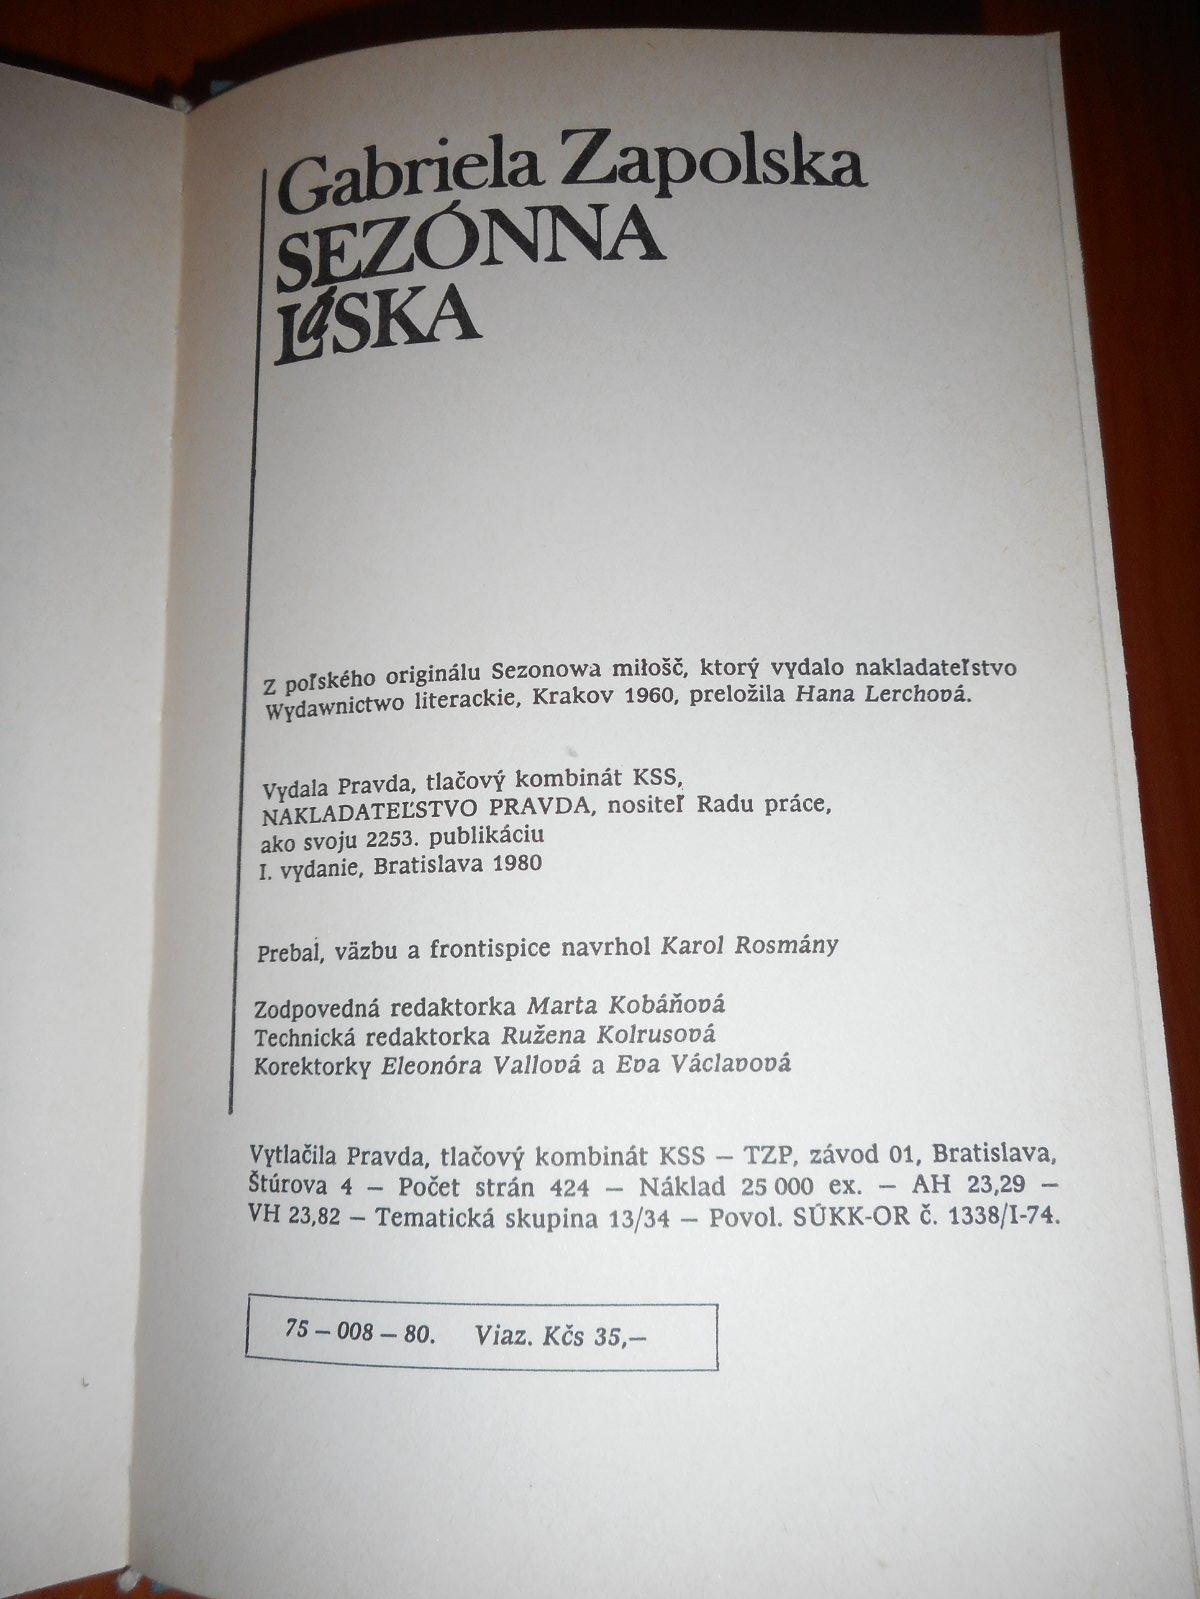 Gabriela Zapolska
SEZÓNNA
LáSKA
Z poľského originálu Sezonowa miłošč, ktorý vydalo nakladateľstvo
Wydawnictwo literackie, Krakov 1960, preložila Hana Lerchová.
Vydala Pravda, tlačový kombinát KSS,
NAKLADATEĽSTVO PRAVDA, nositeľ Radu práce,
ako svoju 2253. publikáciu
I. vydanie, Bratislava 1980
Prebal, väzbu a frontispice navrhol Karol Rosmány
Zodpovedná redaktorka Marta Kobáňová
Technická redaktorka Ružena Kolrusová
Korektorky Eleonóra Vallová a Eva Václavová
Vytlačila Pravda, tlačový kombinát KSS — TZP, závod 01, Bratislava,
Štúrova 4 — Počet strán 424 — Náklad 25 000 ex. — AH 23,29 —
VH 23,82 — Tematická skupina 13/34 — Povol. SÚKK-OR č. 1338/I-74.
75 — 008 — 80. Viaz. Kčs 35,—